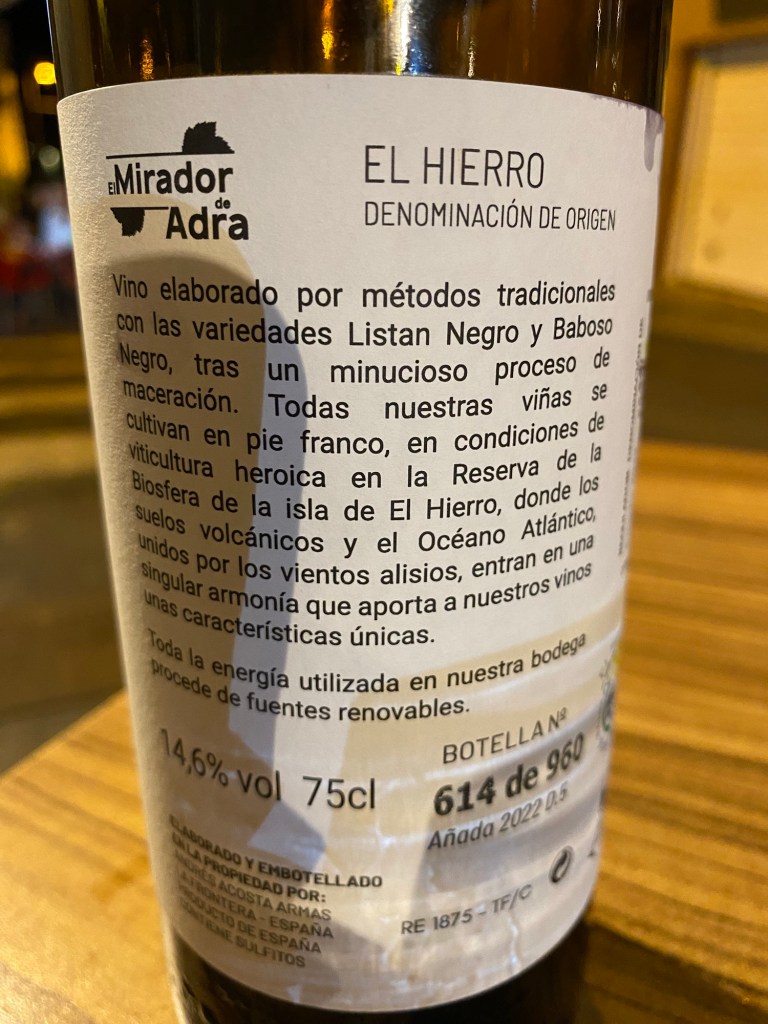 El Mirador
de
Adra
EL HIERRO
DENOMINACIÓN DE ORIGEN
Vino elaborado por métodos tradicionales
con las variedades Listan Negro y Baboso
Negro, tras un minucioso proceso de
maceración. Todas nuestras viñas se
cultivan en pie franco, en condiciones de
viticultura heroica en la Reserva de la
Biosfera de la isla de El Hierro, donde los
suelos volcánicos y el Océano Atlántico,
unidos por los vientos alisios, entran en una
singular armonía que aporta a nuestros vinos
unas características únicas.
Toda la energía utilizada en nuestra bodega
procede de fuentes renovables.
14,6% vol 75cl
BOTELLA Nº
614 de 960
Añada 2022 0.5
ELABORADO Y EMBOTELLADO
EN LA PROPIEDAD POR:
ANDRÉS ACOSTA ARMAS
LA FRONTERA - ESPAÑA
PRODUCTO DE ESPAÑA
CONTIENE SULFITOS
RE 1875 - TF/C